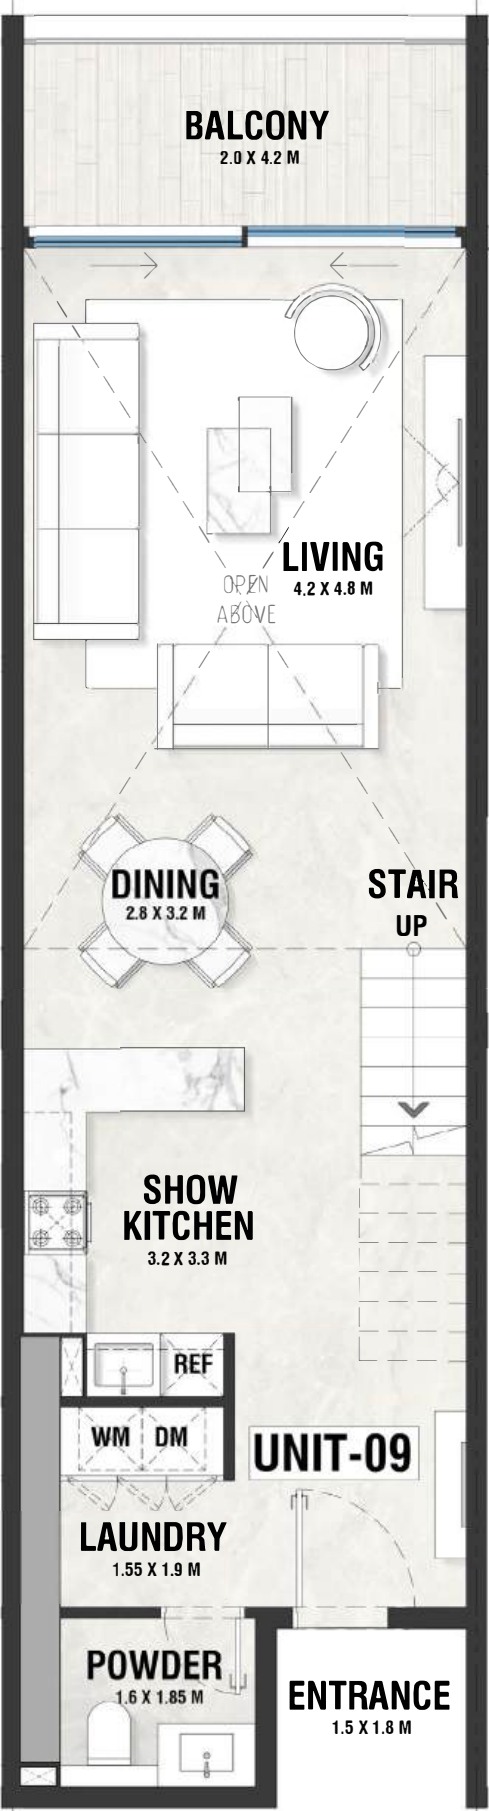 BALCONY
2.0 X 4.2 M
LIVING
4.2 X 4.8 M
OPEN
ABOVE
DINING
2.8 X 3.2 M
STAIR
UP
SHOW
KITCHEN
3.2 X 3.3 M
REF
WM DM
UNIT-09
LAUNDRY
1.55 X 1.9 M
POWDER
1.6 X 1.85 M
ENTRANCE
1.5 X 1.8 M